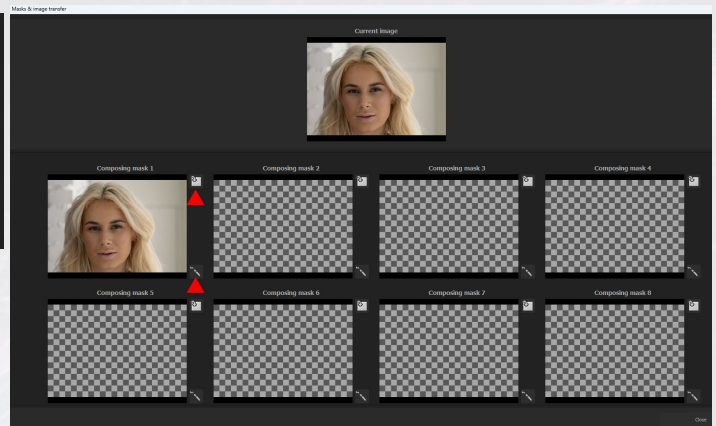 Masks & image transfer
Current image
Composing mask 1
Composing mask 2
Composing mask 3
Composing mask 4
Composing mask 5
Composing mask 6
Composing mask 7
Composing mask 8
Close